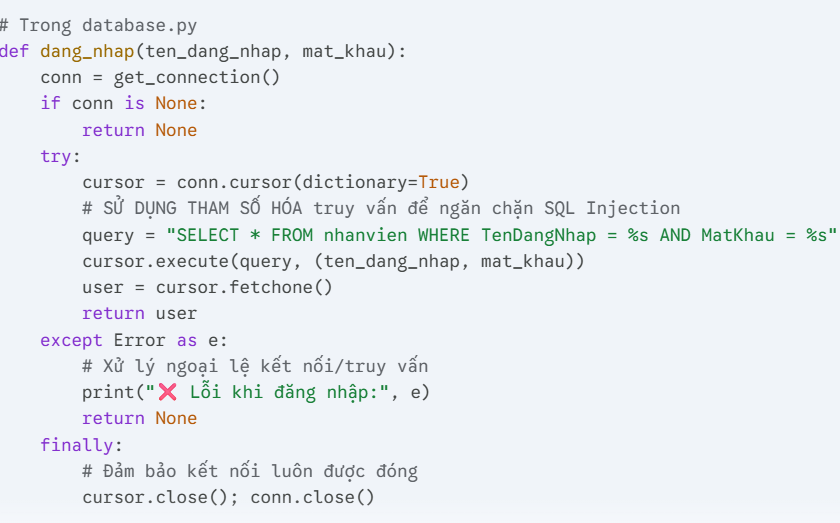 # Trong database.py
def dang_nhap(ten_dang_nhap, mat_khau):
    conn = get_connection()
    if conn is None:
        return None
    try:
        cursor = conn.cursor(dictionary=True)
        # SỬ DỤNG THAM SỐ HÓA truy vấn để ngăn chặn SQL Injection
        query = "SELECT * FROM nhanvien WHERE TenDangNhap = %s AND MatKhau = %s"
        cursor.execute(query, (ten_dang_nhap, mat_khau))
        user = cursor.fetchone()
        return user
    except Error as e:
        # Xử lý ngoại lệ kết nối/truy vấn
        print("❌ Lỗi khi đăng nhập:", e)
        return None
    finally:
        # Đảm bảo kết nối luôn được đóng
        cursor.close(); conn.close()